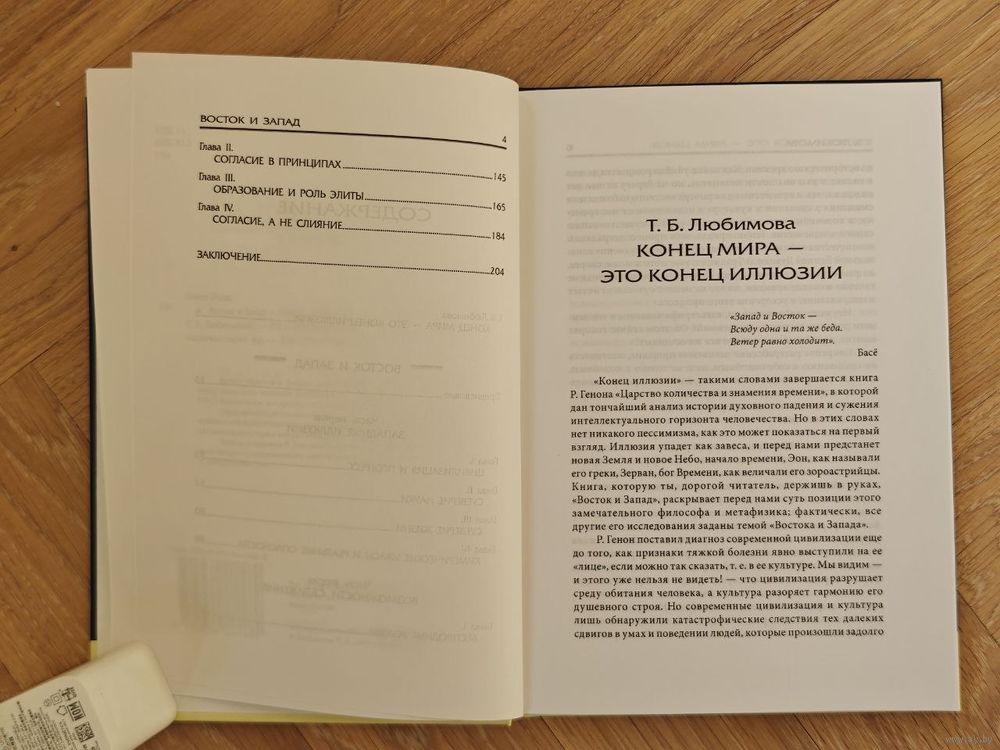 ВОСТОК И ЗАПАД
4
Глава II.
СОГЛАСИЕ В ПРИНЦИПАХ 145
Глава III.
ОБРАЗОВАНИЕ И РОЛЬ ЭЛИТЫ 165
Глава IV.
СОГЛАСИЕ, А НЕ СЛИЯНИЕ 184
ЗАКЛЮЧЕНИЕ 204
Т. Б. Любимова
КОНЕЦ МИРА —
ЭТО КОНЕЦ ИЛЛЮЗИИ
«Запад и Восток —
Всюду одна и та же беда.
Ветер равно холодит».
Басё
«Конец иллюзии» — такими словами завершается книга
Р. Генона «Царство количества и знамения времени», в которой
дан тончайший анализ истории духовного падения и сужения
интеллектуального горизонта человечества. Но в этих словах
нет никакого пессимизма, как это может показаться на первый
взгляд. Иллюзия упадет как завеса, и перед нами предстанет
новая Земля и новое Небо, начало времени, Эон, как называли
его греки, Зерван, бог Времени, как величали его зороастрийцы.
Книга, которую ты, дорогой читатель, держишь в руках,
«Восток и Запад», раскрывает перед нами суть позиции этого
замечательного философа и метафизика; фактически, все
другие его исследования заданы темой «Востока и Запада».
Р. Генон поставил диагноз современной цивилизации еще
до того, как признаки тяжкой болезни явно выступили на ее
«лице», если можно так сказать, т. е. в ее культуре. Мы видим —
и этого уже нельзя не видеть! — что цивилизация разрушает
среду обитания человека, а культура разоряет гармонию его
душевного строя. Но современные цивилизация и культура
лишь обнаружили катастрофические следствия тех далеких
сдвигов в умах и поведении людей, которые произошли задолго